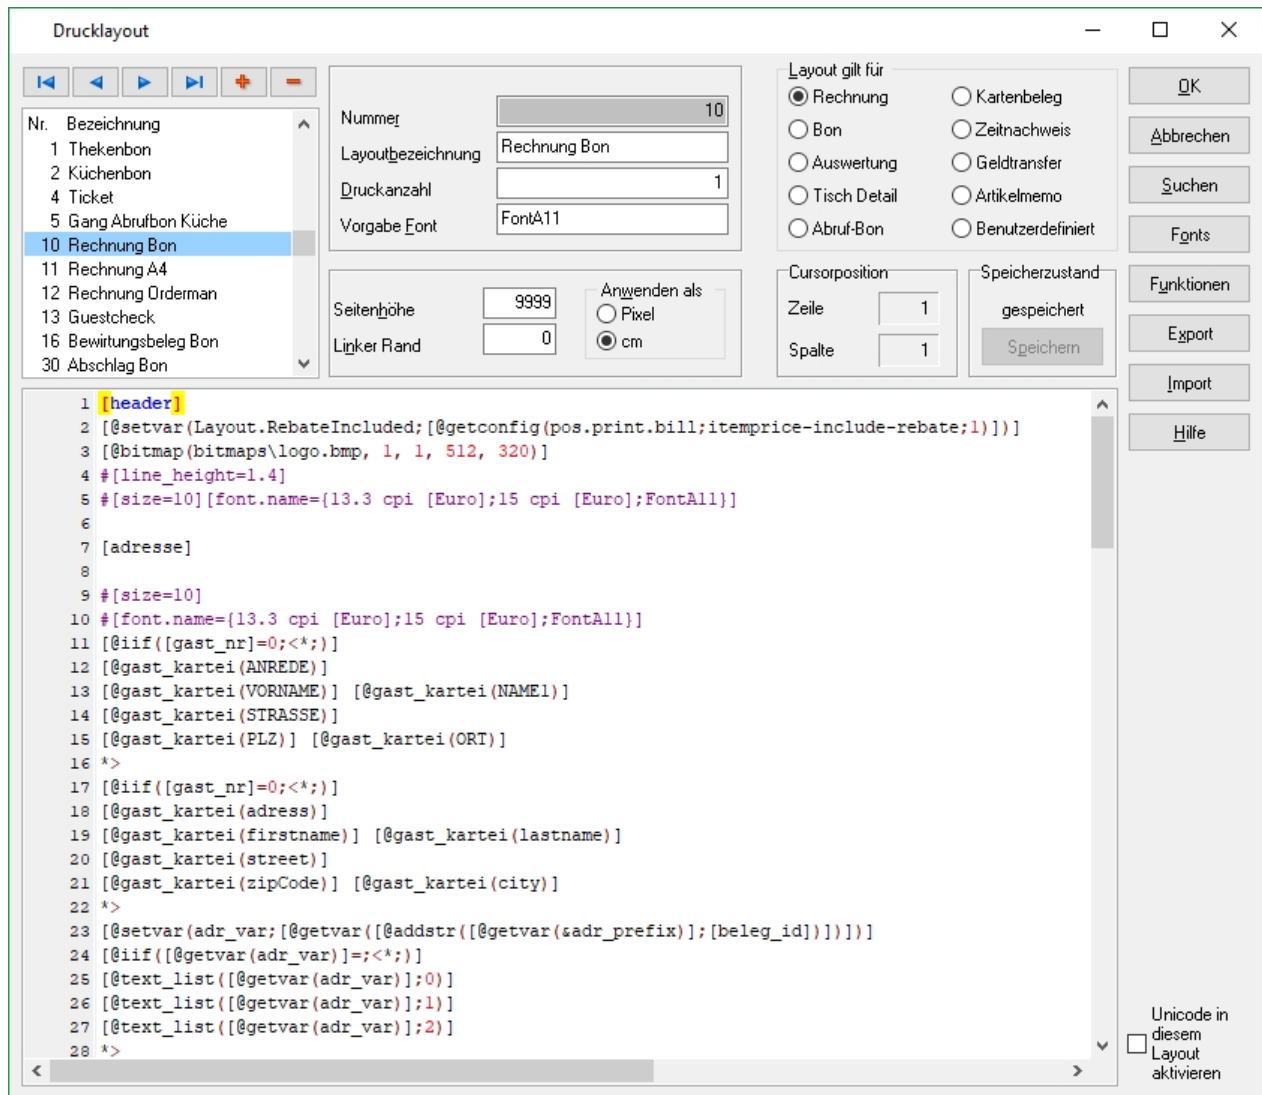 Drucklayout
Nr. Bezeichnung
1 Thekenbon
2 Küchenbon
4 Ticket
5 Gang Abrufbon Küche
10 Rechnung Bon
11 Rechnung A4
12 Rechnung Orderman
13 Guestcheck
16 Bewirtungsbeleg Bon
30 Abschlag Bon
Nummer 10
Layoutbezeichnung Rechnung Bon
Druckanzahl 1
Vorgabe Font FontA11
Seitenhöhe 9999
Linker Rand 0
Anwenden als
Pixel
cm
Layout gilt für
Rechnung
Bon
Auswertung
Tisch Detail
Abruf-Bon
Kartenbeleg
Zeitnachweis
Geldtransfer
Artikelmemo
Benutzerdefiniert
Cursorposition
Zeile 1
Spalte 1
Speicherzustand
gespeichert
Speichern
OK
Abbrechen
Suchen
Fonts
Funktionen
Export
Import
Hilfe
1 [header]
2 [@setvar(Layout.RebateIncluded;[@getconfig(pos.print.bill;itemprice-include-rebate;1)])]
3 [@bitmap(bitmaps\logo.bmp, 1, 1, 512, 320)]
4 #[line_height=1.4]
5 #[size=10][font.name={13.3 cpi [Euro];15 cpi [Euro];FontA11}]
6
7 [adresse]
8
9 #[size=10]
10 #[font.name={13.3 cpi [Euro];15 cpi [Euro];FontA11}]
11 [@iif([gast_nr]=0;<*;)]
12 [@gast_kartei(ANREDE)]
13 [@gast_kartei(VORNAME)] [@gast_kartei(NAME1)]
14 [@gast_kartei(STRASSE)]
15 [@gast_kartei(PLZ)] [@gast_kartei(ORT)]
16 *>
17 [@iif([gast_nr]=0;<*;)]
18 [@gast_kartei(adress)]
19 [@gast_kartei(firstname)] [@gast_kartei(lastname)]
20 [@gast_kartei(street)]
21 [@gast_kartei(zipCode)] [@gast_kartei(city)]
22 *>
23 [@setvar(adr_var;[@getvar([@addstr([@getvar(&adr_prefix)];[beleg_id])])])]
24 [@iif([@getvar(adr_var)]=;<*;)]
25 [@text_list([@getvar(adr_var)];0)]
26 [@text_list([@getvar(adr_var)];1)]
27 [@text_list([@getvar(adr_var)];2)]
28 *>
Unicode in
diesem
Layout
aktivieren